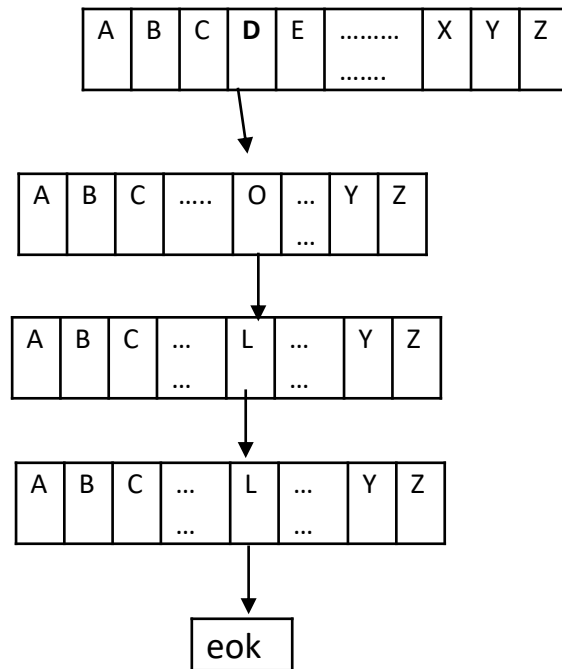 A B C D E ……… ……. X Y Z
A B C ….. O … … Y Z
A B C … … L … … Y Z
A B C … … L … … Y Z
eok